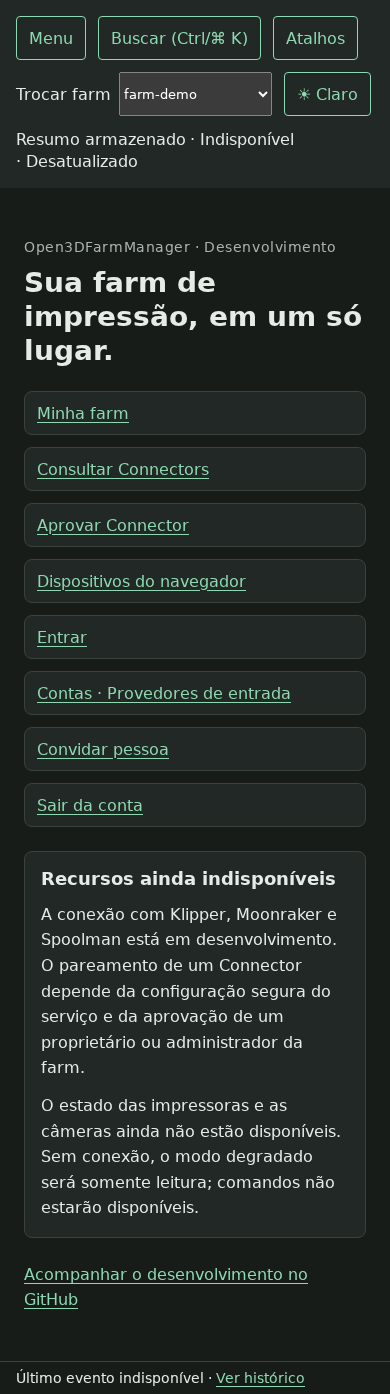 Menu
Buscar (Ctrl/⌘ K)
Atalhos
Trocar farm
farm-demo
☀ Claro
Resumo armazenado · Indisponível
· Desatualizado
Open3DFarmManager · Desenvolvimento
Sua farm de
impressão, em um só
lugar.
Minha farm
Consultar Connectors
Aprovar Connector
Dispositivos do navegador
Entrar
Contas · Provedores de entrada
Convidar pessoa
Sair da conta
Recursos ainda indisponíveis
A conexão com Klipper, Moonraker e
Spoolman está em desenvolvimento.
O pareamento de um Connector
depende da configuração segura do
serviço e da aprovação de um
proprietário ou administrador da
farm.
O estado das impressoras e as
câmeras ainda não estão disponíveis.
Sem conexão, o modo degradado
será somente leitura; comandos não
estarão disponíveis.
Acompanhar o desenvolvimento no
GitHub
Último evento indisponível · Ver histórico